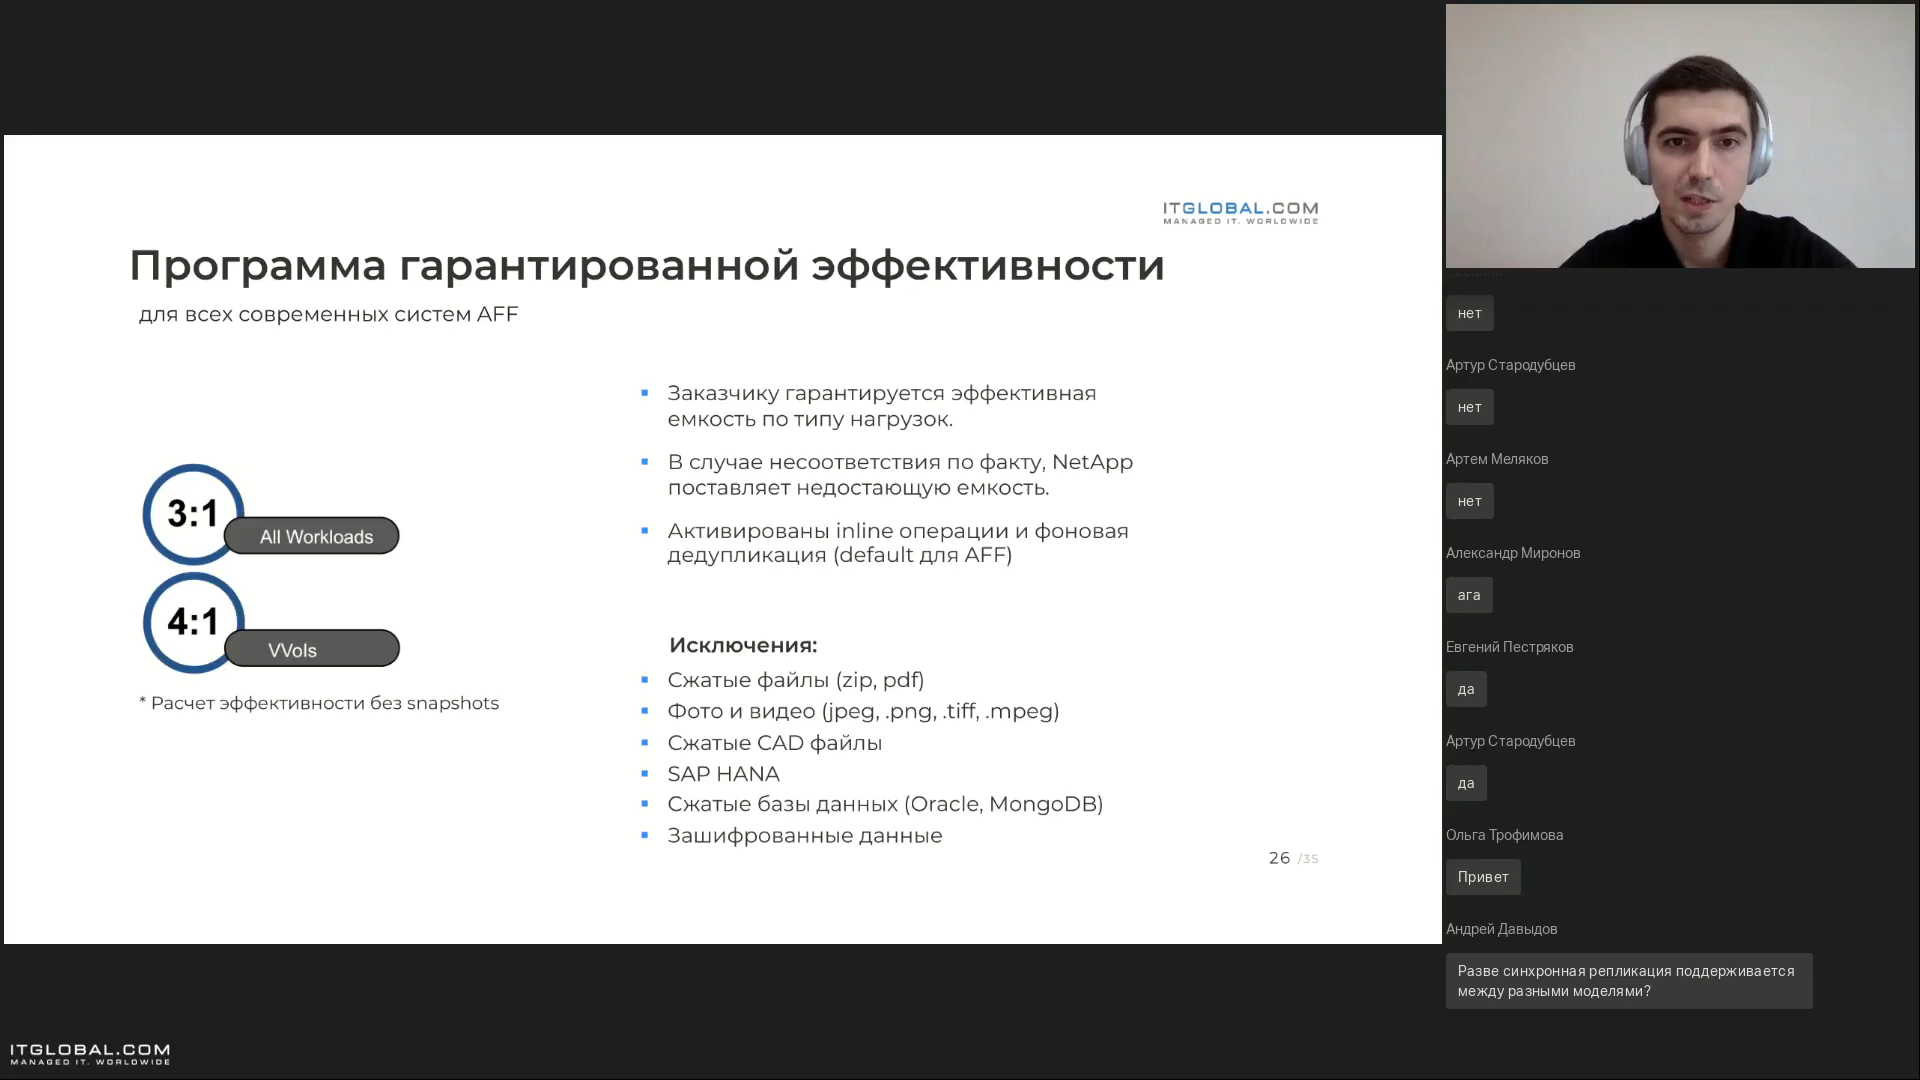 ITGLOBAL.COM
MANAGED IT. WORLDWIDE
Программа гарантированной эффективности
для всех современных систем AFF
3:1
All Workloads
4:1
VVols
* Расчет эффективности без snapshots
Заказчику гарантируется эффективная
емкость по типу нагрузок.
В случае несоответствия по факту, NetApp
поставляет недостающую емкость.
Активированы inline операции и фоновая
дедупликация (default для AFF)
Исключения:
Сжатые файлы (zip, pdf)
Фото и видео (jpeg, .png, .tiff, .mpeg)
Сжатые CAD файлы
SAP HANA
Сжатые базы данных (Oracle, MongoDB)
Зашифрованные данные
26 /35
ITGLOBAL.COM
MANAGED IT. WORLDWIDE
нет
Артур Стародубцев
нет
Артем Меляков
нет
Александр Миронов
ага
Евгений Пестряков
да
Артур Стародубцев
да
Ольга Трофимова
Привет
Андрей Давыдов
Разве синхронная репликация поддерживается
между разными моделями?